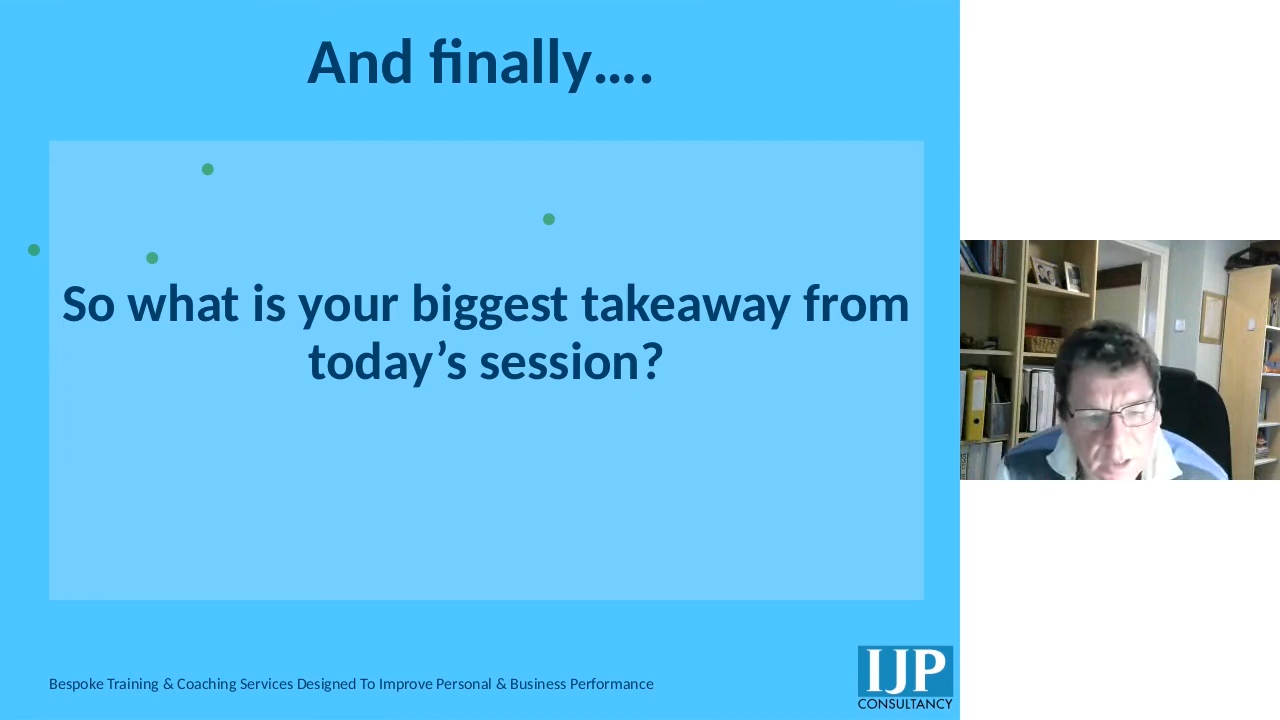 And finally….
So what is your biggest takeaway from
today’s session?
Bespoke Training & Coaching Services Designed To Improve Personal & Business Performance
IJP
CONSULTANCY